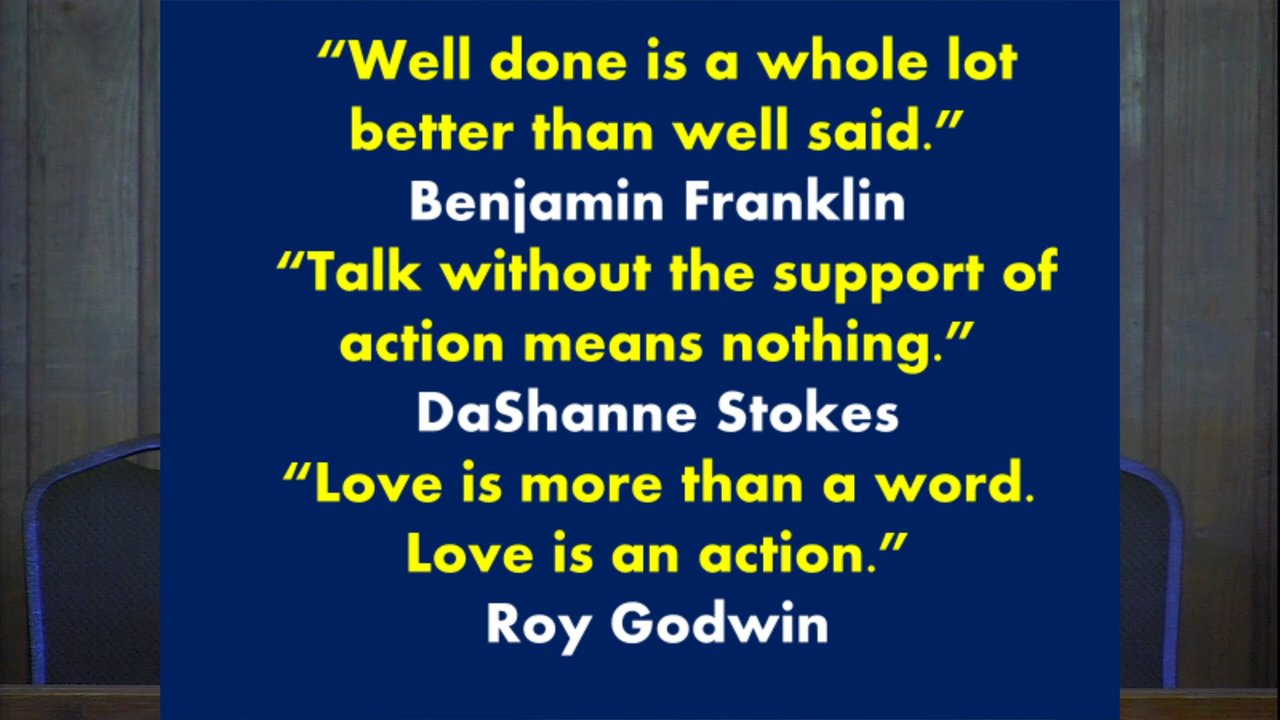 “Well done is a whole lot
better than well said.”
Benjamin Franklin
“Talk without the support of
action means nothing.”
DaShanne Stokes
“Love is more than a word.
Love is an action.”
Roy Godwin